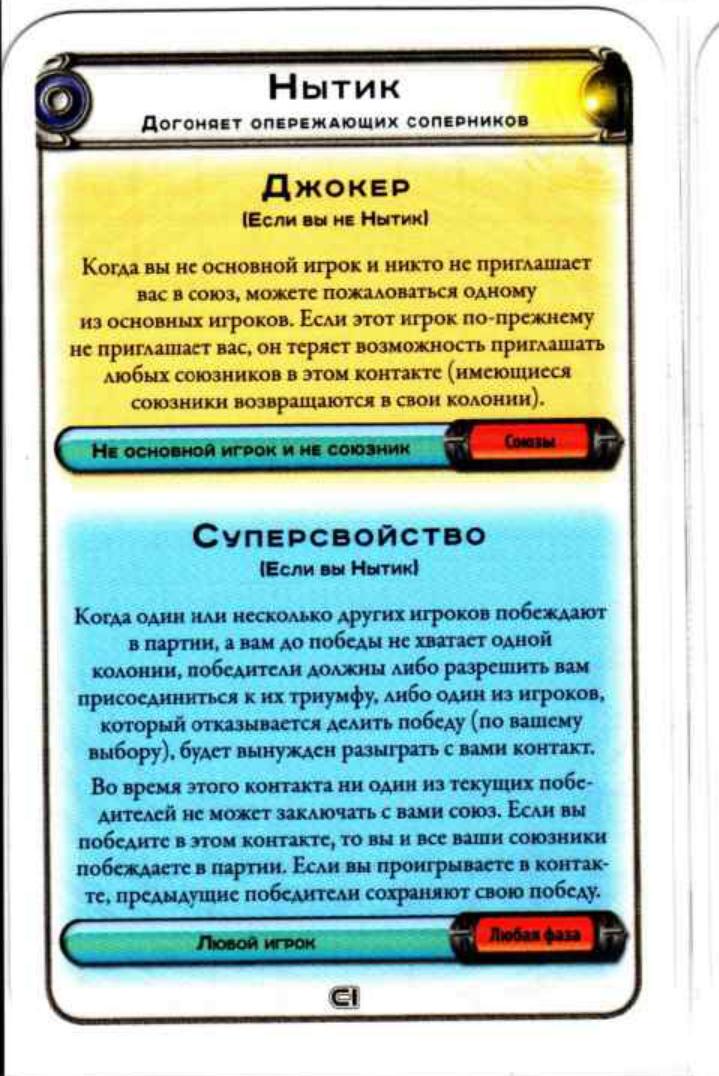 Нытик
Догоняет опережающих соперников
Джокер
(Если вы не Нытик)
Когда вы не основной игрок и никто не приглашает
вас в союз, можете пожаловаться одному
из основных игроков. Если этот игрок по-прежнему
не приглашает вас, он теряет возможность приглашать
любых союзников в этом контакте (имеющиеся
союзники возвращаются в свои колонии).
Не основной игрок и не союзник
Союзы
Суперсвойство
(Если вы Нытик)
Когда один или несколько других игроков побеждают
в партии, а вам до победы не хватает одной
колонии, победители должны либо разрешить вам
присоединиться к их триумфу, либо один из игроков,
который отказывается делить победу (по вашему
выбору), будет вынужден разыграть с вами контакт.
Во время этого контакта ни один из текущих побе-
дителей не может заключать с вами союз. Если вы
победите в этом контакте, то вы и все ваши союзники
побеждаете в партии. Если вы проигрываете в контак-
те, предыдущие победители сохраняют свою победу.
Любой игрок
Любая фаза
CI